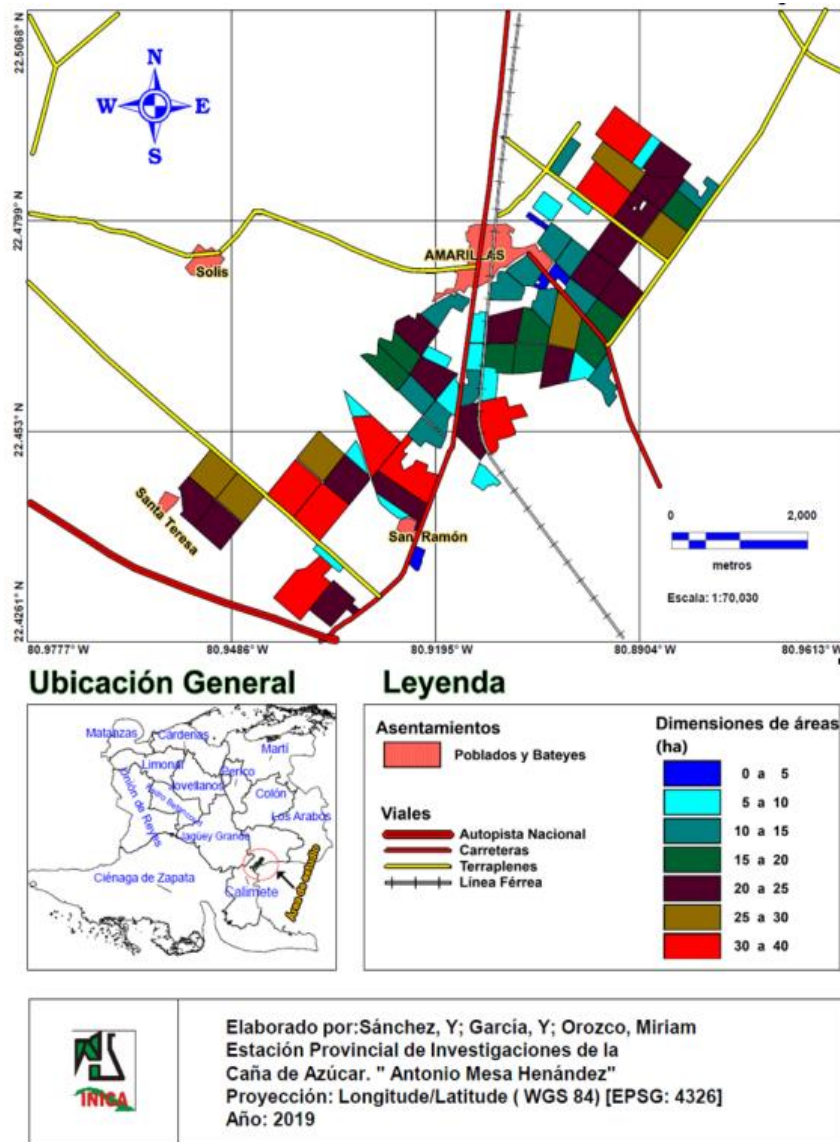 22.5068° N
N
W
E
S
22.4799° N
AMARILLAS
Solis
22.453° N
Santa Teresa
San Ramón
0
2,000
metros
Escala: 1:70,030
22.4261° N
80.9777° W
80.9486° W
80.9195° W
80.8904° W
80.9613° W
Ubicación General
Leyenda
Matanzas
Cárdenas
Martí
Limonar
Perico
Jovellanos
Colón
Unión de Reyes
Pedro Betancourt
Los Arabos
Jagüey Grande
Ciénaga de Zapata
Calimete
Área de estudio
Asentamientos
Poblados y Bateyes
Viales
Autopista Nacional
Carreteras
Terraplenes
Línea Férrea
Dimensiones de áreas
(ha)
0 a 5
5 a 10
10 a 15
15 a 20
20 a 25
25 a 30
30 a 40
INICA
Elaborado por:Sánchez, Y; García, Y; Orozco, Miriam
Estación Provincial de Investigaciones de la
Caña de Azúcar. " Antonio Mesa Henández"
Proyección: Longitude/Latitude ( WGS 84) [EPSG: 4326]
Año: 2019